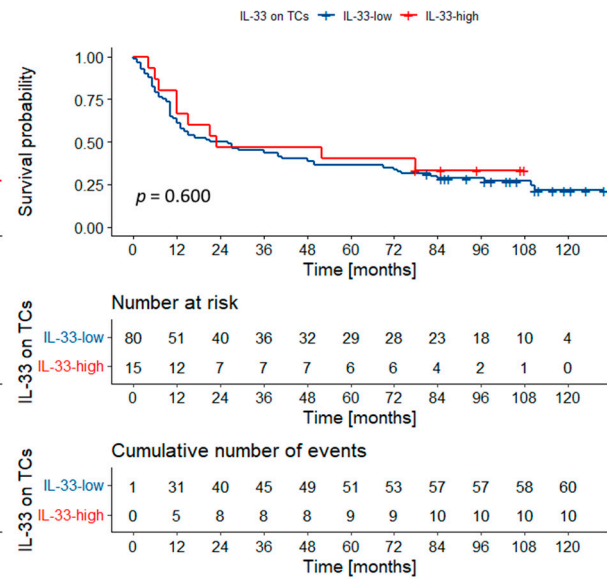 IL-33 on TCs IL-33-low IL-33-high
Survival probability
1.00
0.75
0.50
0.25
0.00
p = 0.600
0 12 24 36 48 60 72 84 96 108 120
Time [months]
Number at risk
IL-33 on TCs
IL-33-low 80 51 40 36 32 29 28 23 18 10 4
IL-33-high 15 12 7 7 7 6 6 4 2 1 0
0 12 24 36 48 60 72 84 96 108 120
Time [months]
Cumulative number of events
IL-33 on TCs
IL-33-low 1 31 40 45 49 51 53 57 57 58 60
IL-33-high 0 5 8 8 8 9 9 10 10 10 10
0 12 24 36 48 60 72 84 96 108 120
Time [months]